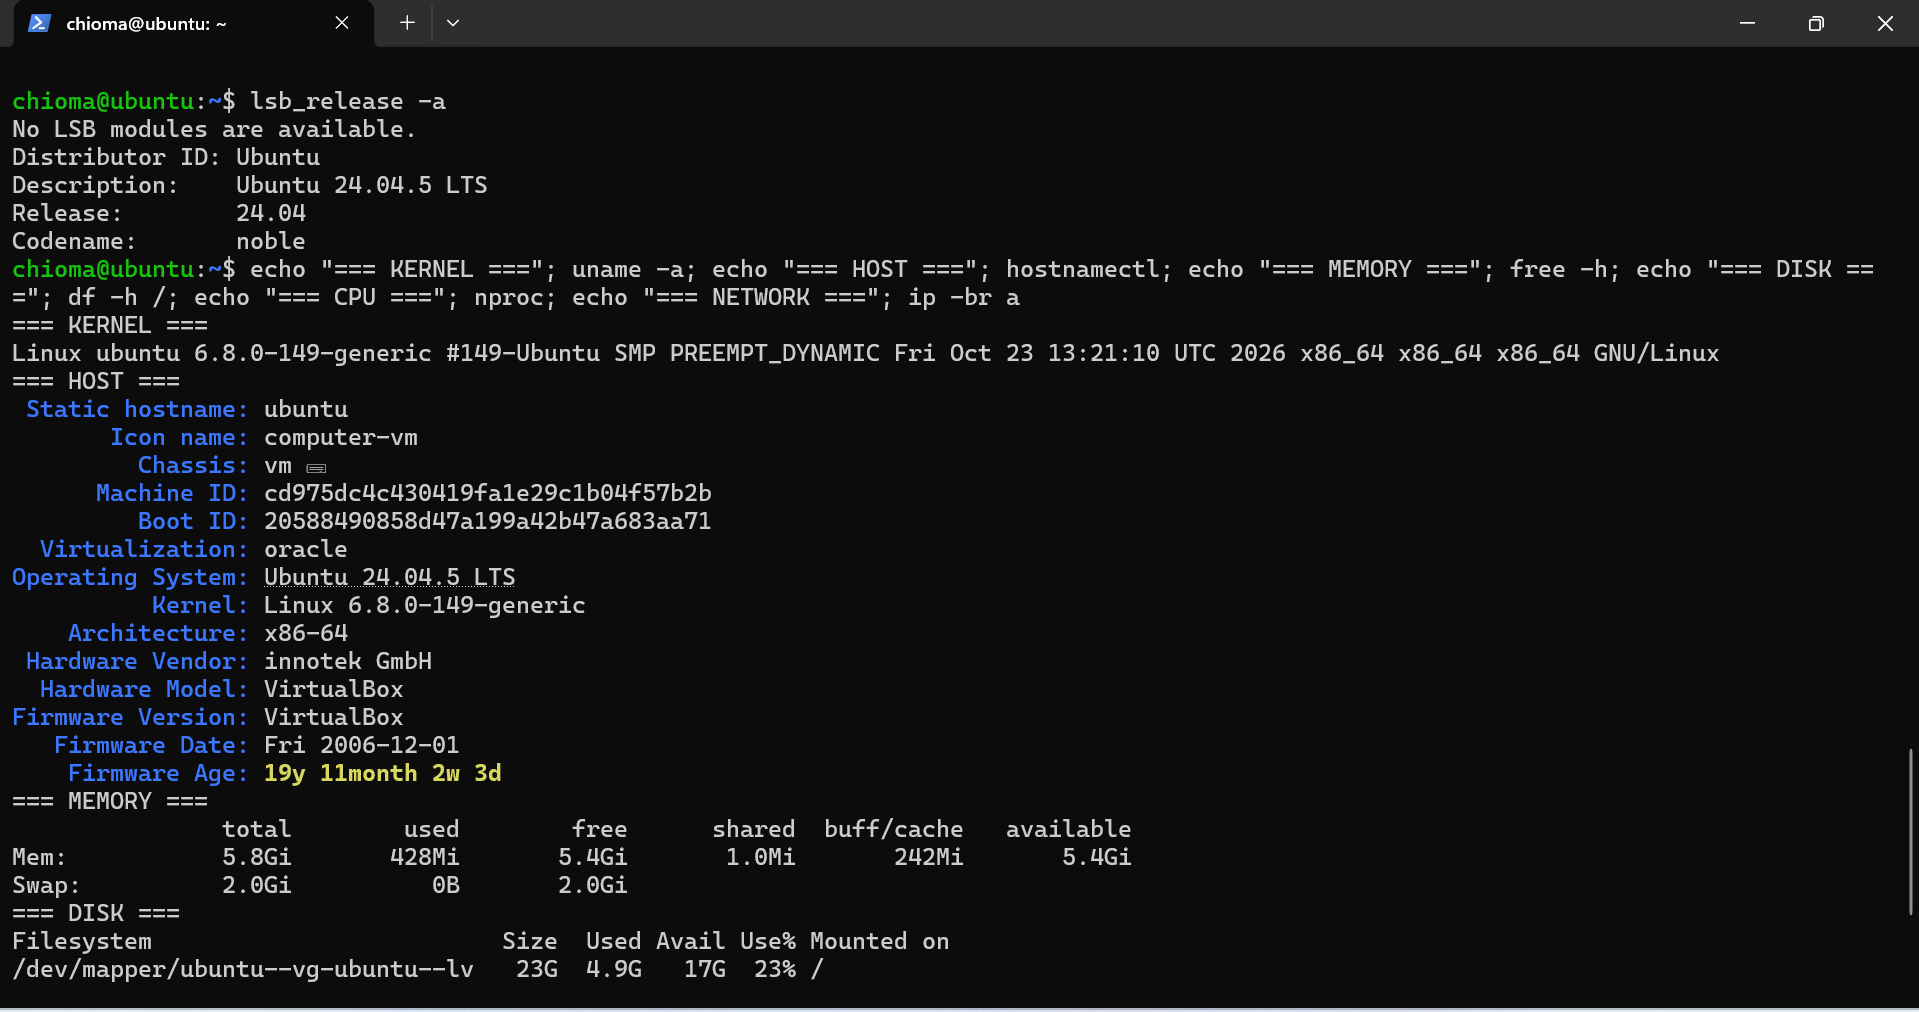 chioma@ubuntu: ~
chioma@ubuntu:~$ lsb_release -a
No LSB modules are available.
Distributor ID: Ubuntu
Description:    Ubuntu 24.04.5 LTS
Release:        24.04
Codename:       noble
chioma@ubuntu:~$ echo "=== KERNEL ==="; uname -a; echo "=== HOST ==="; hostnamectl; echo "=== MEMORY ==="; free -h; echo "=== DISK ==
="; df -h /; echo "=== CPU ==="; nproc; echo "=== NETWORK ==="; ip -br a
=== KERNEL ===
Linux ubuntu 6.8.0-149-generic #149-Ubuntu SMP PREEMPT_DYNAMIC Fri Oct 23 13:21:10 UTC 2026 x86_64 x86_64 x86_64 GNU/Linux
=== HOST ===
 Static hostname: ubuntu
       Icon name: computer-vm
         Chassis: vm
      Machine ID: cd975dc4c430419fa1e29c1b04f57b2b
         Boot ID: 20588490858d47a199a42b47a683aa71
  Virtualization: oracle
Operating System: Ubuntu 24.04.5 LTS
          Kernel: Linux 6.8.0-149-generic
    Architecture: x86-64
 Hardware Vendor: innotek GmbH
  Hardware Model: VirtualBox
Firmware Version: VirtualBox
   Firmware Date: Fri 2006-12-01
    Firmware Age: 19y 11month 2w 3d
=== MEMORY ===
               total        used        free      shared  buff/cache   available
Mem:           5.8Gi       428Mi       5.4Gi       1.0Mi       242Mi       5.4Gi
Swap:          2.0Gi          0B       2.0Gi
=== DISK ===
Filesystem                         Size  Used Avail Use% Mounted on
/dev/mapper/ubuntu--vg-ubuntu--lv   23G  4.9G   17G  23% /